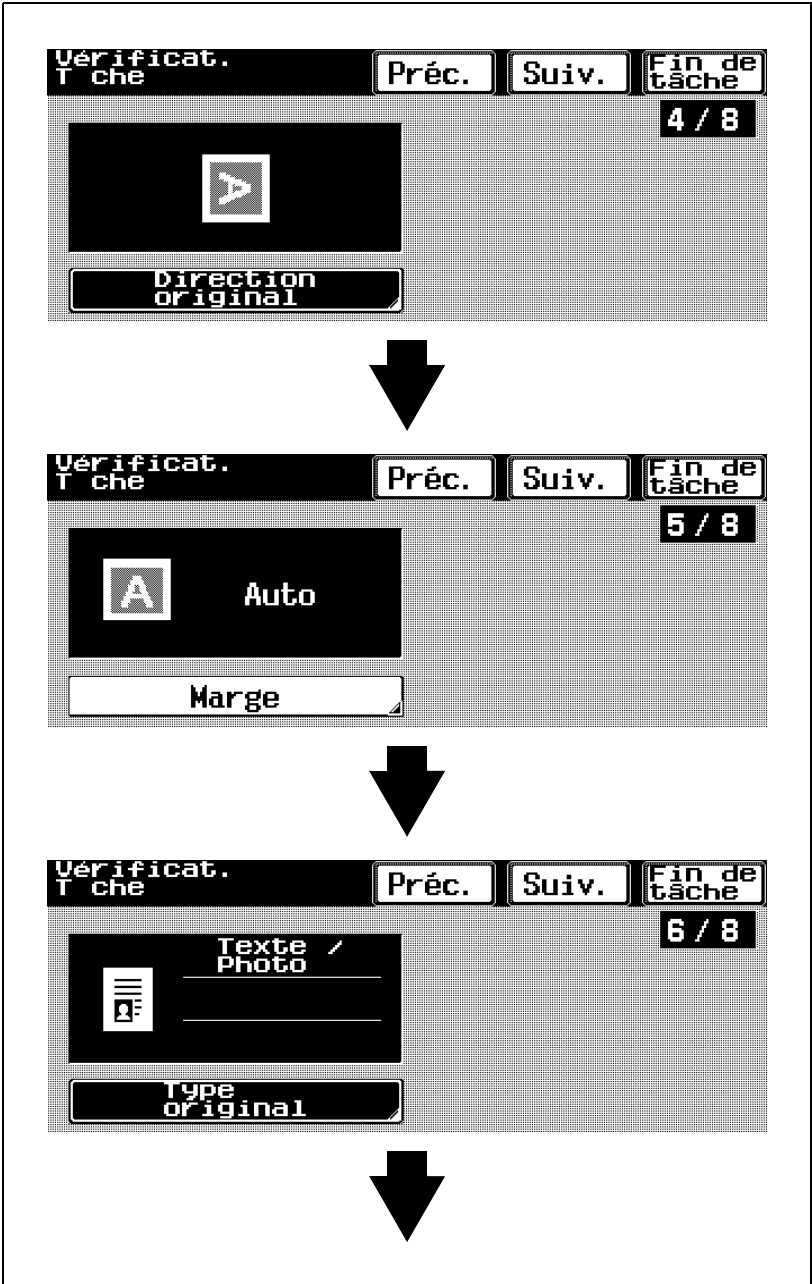 Vérificat.
T che
Préc.
Suiv.
Fin de
tâche
4 / 8
A
Direction
original
Vérificat.
T che
Préc.
Suiv.
Fin de
tâche
5 / 8
A
Auto
Marge
Vérificat.
T che
Préc.
Suiv.
Fin de
tâche
6 / 8
Texte /
Photo
Type
original